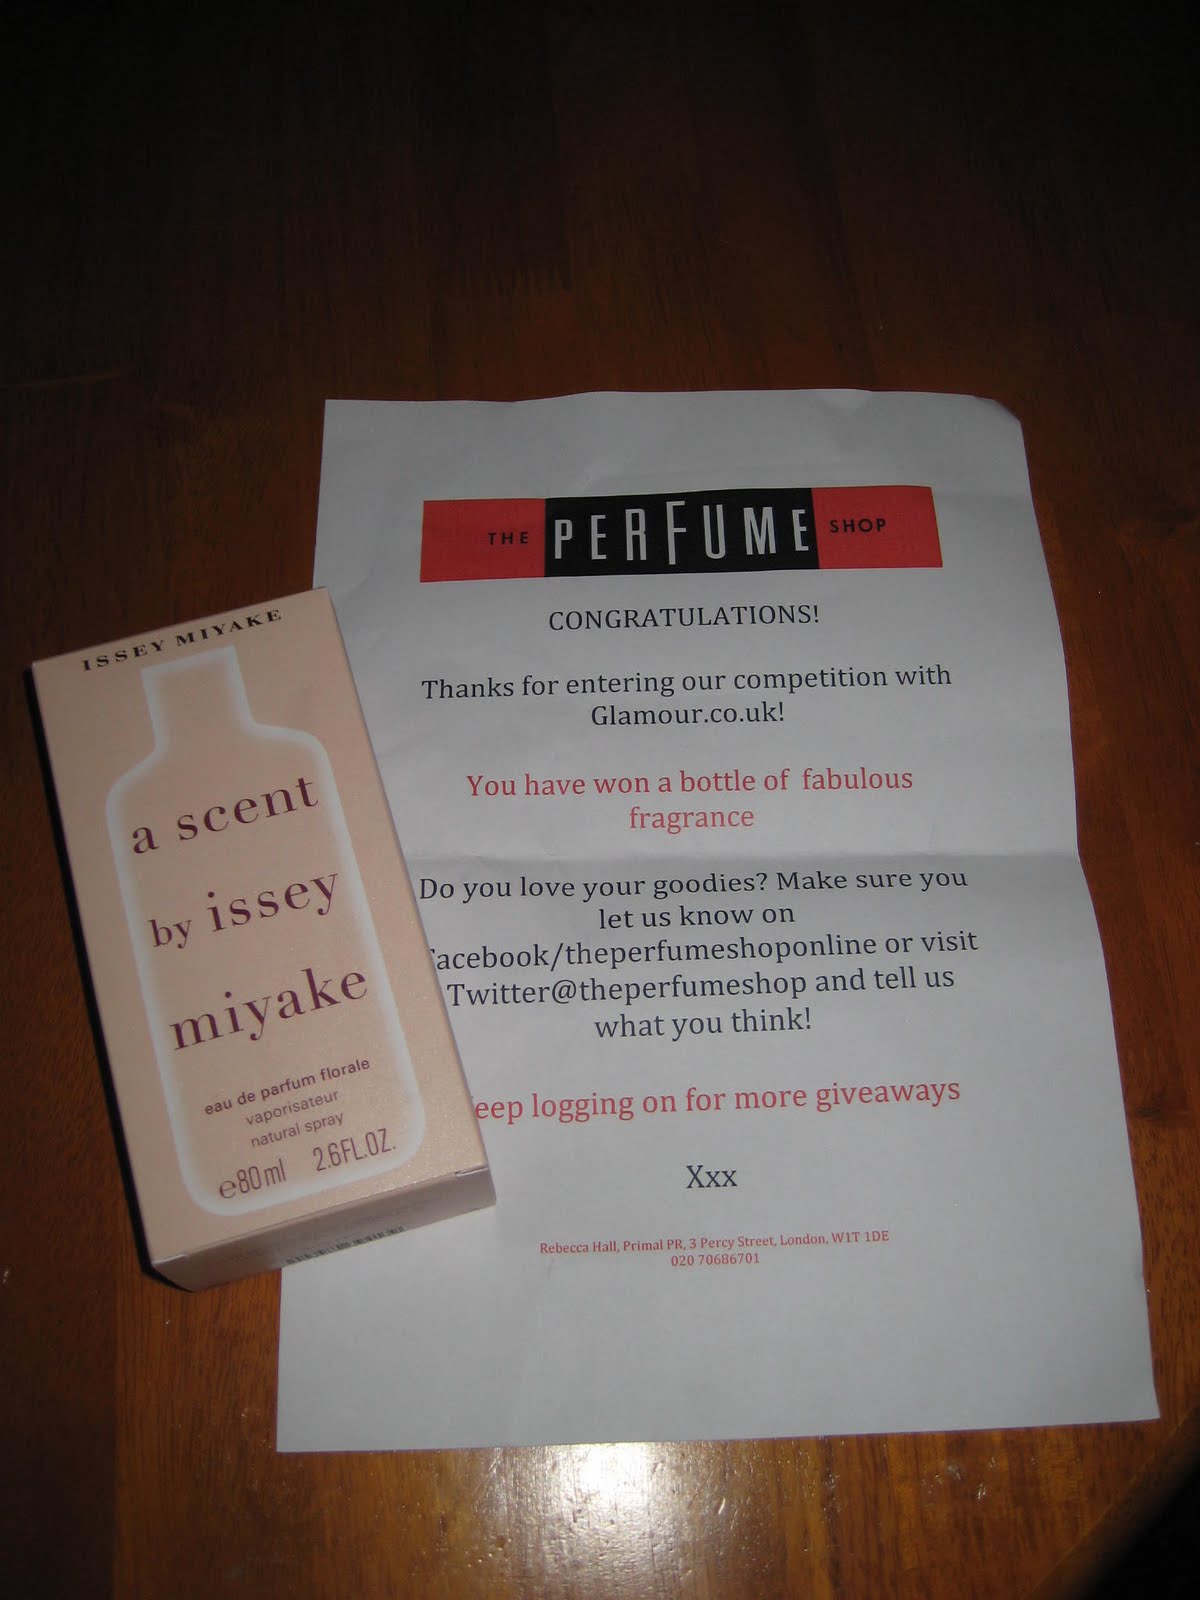 THE PERFUME SHOP
CONGRATULATIONS!
Thanks for entering our competition with
Glamour.co.uk!
You have won a bottle of fabulous
fragrance
Do you love your goodies? Make sure you
let us know on
acebook/theperfumeshoponline or visit
Twitter@theperfumeshop and tell us
what you think!
eep logging on for more giveaways
Xxx
Rebecca Hall, Primal PR, 3 Percy Street, London, W1T 1DE
020 70686701
ISSEY MIYAKE
a scent
by issey
miyake
eau de parfum florale
vaporisateur
natural spray
e80ml 2.6FL.OZ.